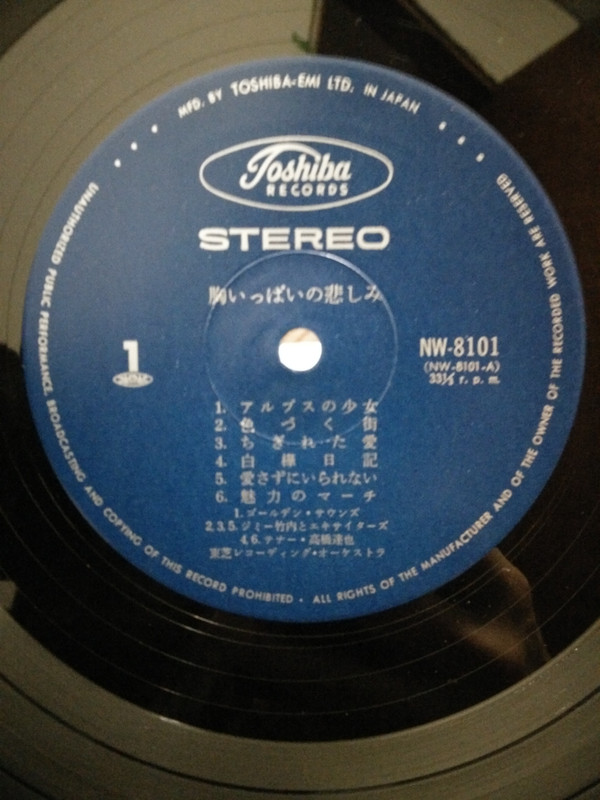 MFD. BY TOSHIBA-EMI LTD. IN JAPAN
Toshiba
RECORDS
STEREO
胸いっぱいの悲しみ
1
NW-8101
(NW-8101-A)
33⅓ r. p. m.
1. アルプスの少女
2. 色づく街
3. ちぎれた愛
4. 白樺日記
5. 愛さずにいられない
6. 魅力のマーチ
1. ゴールデン・サウンズ
2,3,5. ジミー竹内とエキサイターズ
4,6. テナー・高橋達也
東芝レコーディング・オーケストラ
UNAUTHORIZED PUBLIC PERFORMANCE, BROADCASTING AND COPYING OF THIS RECORD PROHIBITED · ALL RIGHTS OF THE MANUFACTURER AND OF THE OWNER OF THE RECORDED WORK ARE RESERVED